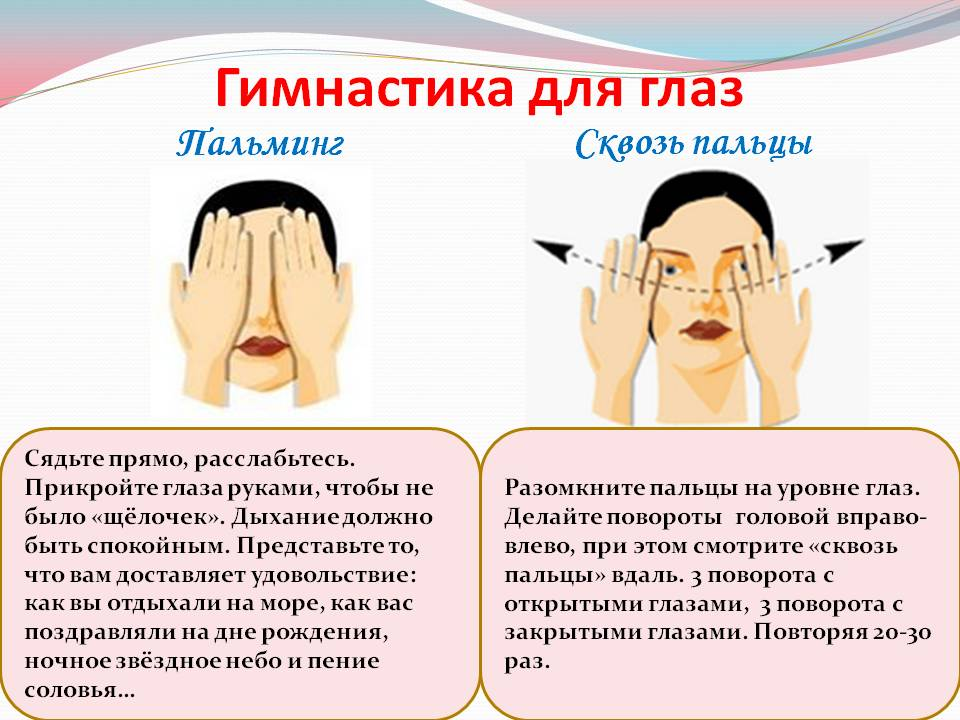 Гимнастика для глаз
Пальминг
Сквозь пальцы
Сядьте прямо, расслабьтесь.
Прикройте глаза руками, чтобы не
было «щёлочек». Дыхание должно
быть спокойным. Представьте то,
что вам доставляет удовольствие:
как вы отдыхали на море, как вас
поздравляли на дне рождения,
ночное звёздное небо и пение
соловья...
Разомкните пальцы на уровне глаз.
Делайте повороты головой вправо-
влево, при этом смотрите «сквозь
пальцы» вдаль. 3 поворота с
открытыми глазами, 3 поворота с
закрытыми глазами. Повторяя 20-30
раз.